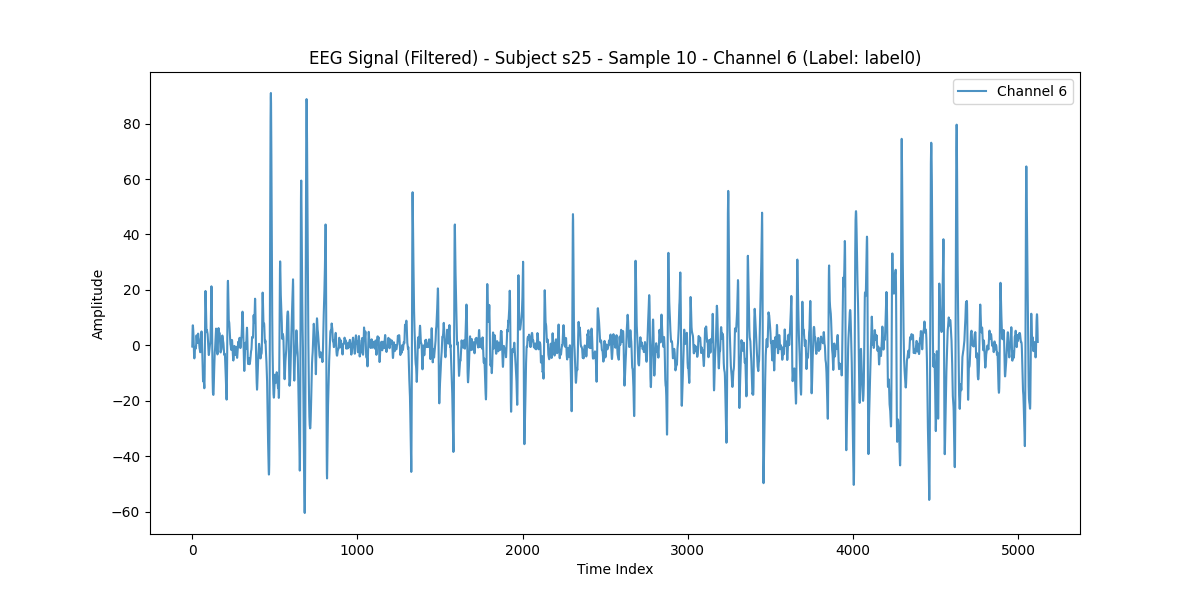 EEG Signal (Filtered) - Subject s25 - Sample 10 - Channel 6 (Label: label0)
Channel 6
80
60
40
20
0
−20
−40
−60
Amplitude
0 1000 2000 3000 4000 5000
Time Index